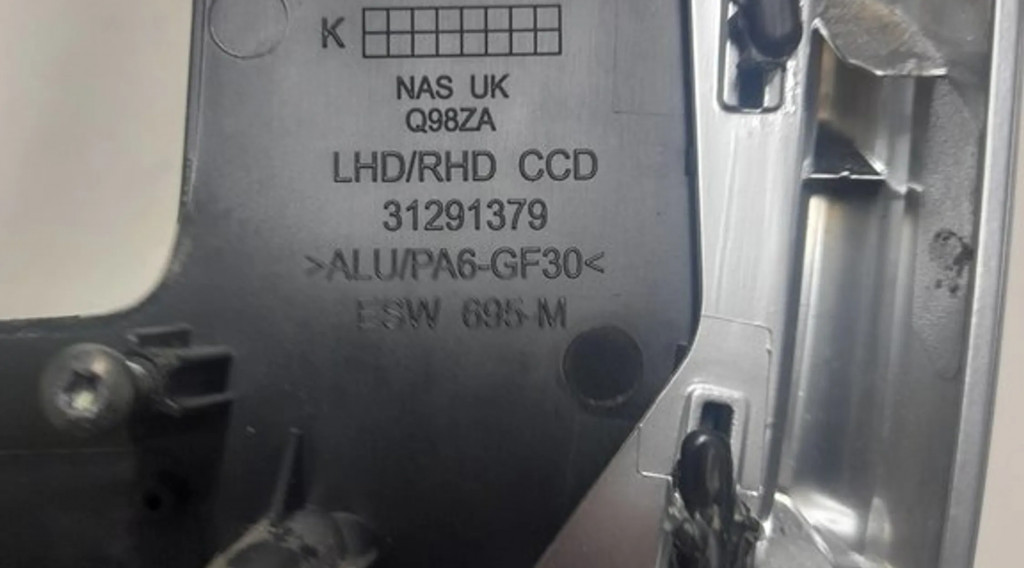 K
NAS UK
Q98ZA
LHD/RHD CCD
31291379
>ALU/PA6-GF30<
ESW 695-M